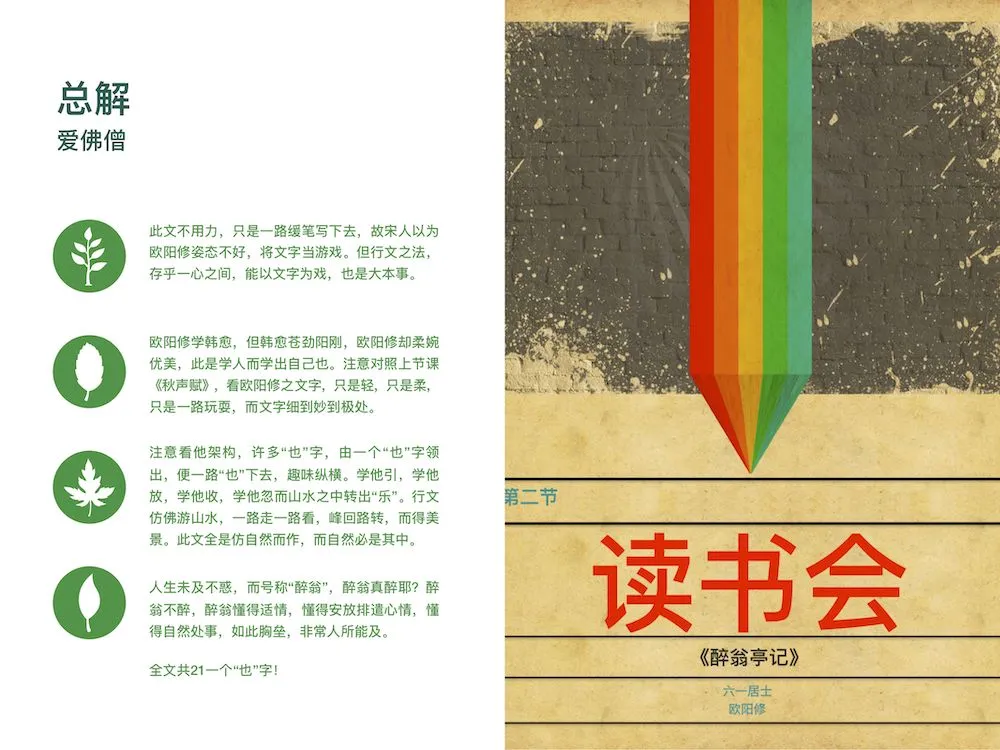 总解
爱佛僧
此文不用力，只是一路缓笔写下去，故宋人以为
欧阳修姿态不好，将文字当游戏。但行文之法，
存乎一心之间，能以文字为戏，也是大本事。
欧阳修学韩愈，但韩愈苍劲阳刚，欧阳修却柔婉
优美，此是学人而学出自己也。注意对照上节课
《秋声赋》，看欧阳修之文字，只是轻，只是柔，
只是一路玩耍，而文字细到妙到极处。
注意看他架构，许多“也”字，由一个“也”字领
出，便一路“也”下去，趣味纵横。学他引，学他
放，学他收，学他忽而山水之中转出“乐”。行文
仿佛游山水，一路走一路看，峰回路转，而得美
景。此文全是仿自然而作，而自然必是其中。
人生未及不惑，而号称“醉翁”，醉翁真醉耶？醉
翁不醉，醉翁懂得适情，懂得安放排遣心情，懂
得自然处事，如此胸垒，非常人所能及。
全文共21一个“也”字！
第二节
读书会
《醉翁亭记》
六一居士
欧阳修